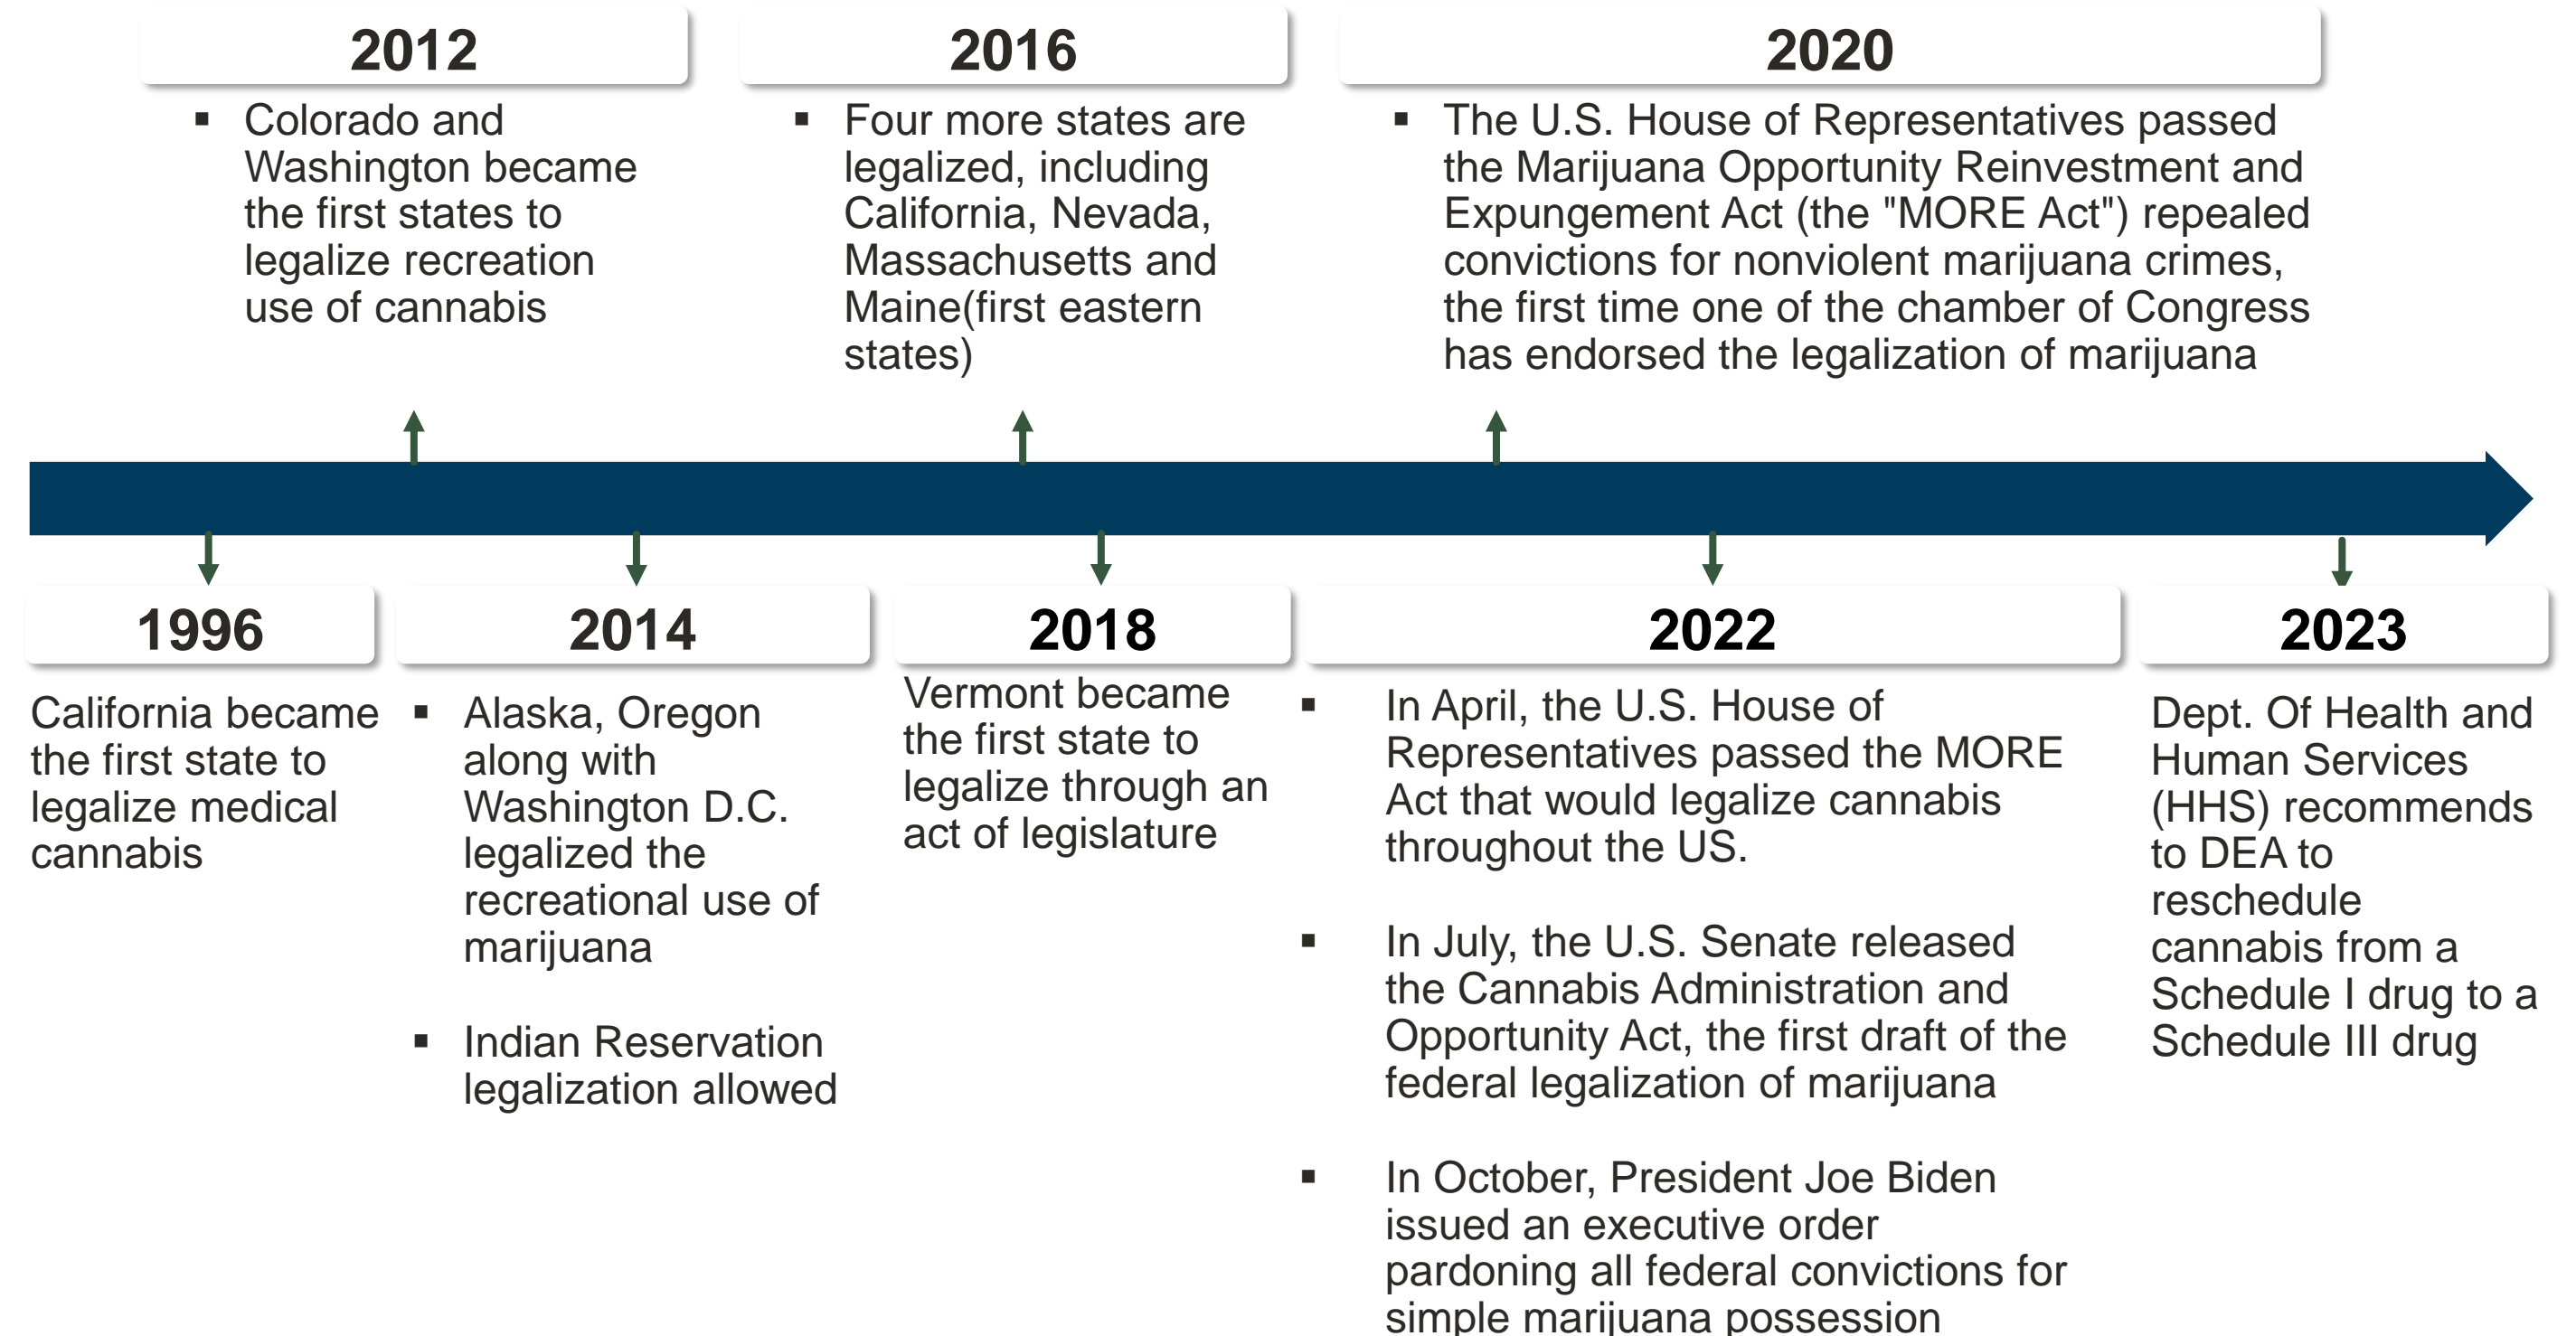 2012
Colorado and
Washington became
the first states to
legalize recreation
use of cannabis
2016
Four more states are
legalized, including
California, Nevada,
Massachusetts and
Maine(first eastern
states)
2020
The U.S. House of Representatives passed
the Marijuana Opportunity Reinvestment and
Expungement Act (the "MORE Act") repealed
convictions for nonviolent marijuana crimes,
the first time one of the chamber of Congress
has endorsed the legalization of marijuana
1996
California became
the first state to
legalize medical
cannabis
2014
Alaska, Oregon
along with
Washington D.C.
legalized the
recreational use of
marijuana
Indian Reservation
legalization allowed
2018
Vermont became
the first state to
legalize through an
act of legislature
2022
In April, the U.S. House of
Representatives passed the MORE
Act that would legalize cannabis
throughout the US.
In July, the U.S. Senate released
the Cannabis Administration and
Opportunity Act, the first draft of the
federal legalization of marijuana
In October, President Joe Biden
issued an executive order
pardoning all federal convictions for
simple marijuana possession
2023
Dept. Of Health and
Human Services
(HHS) recommends
to DEA to
reschedule
cannabis from a
Schedule I drug to a
Schedule III drug